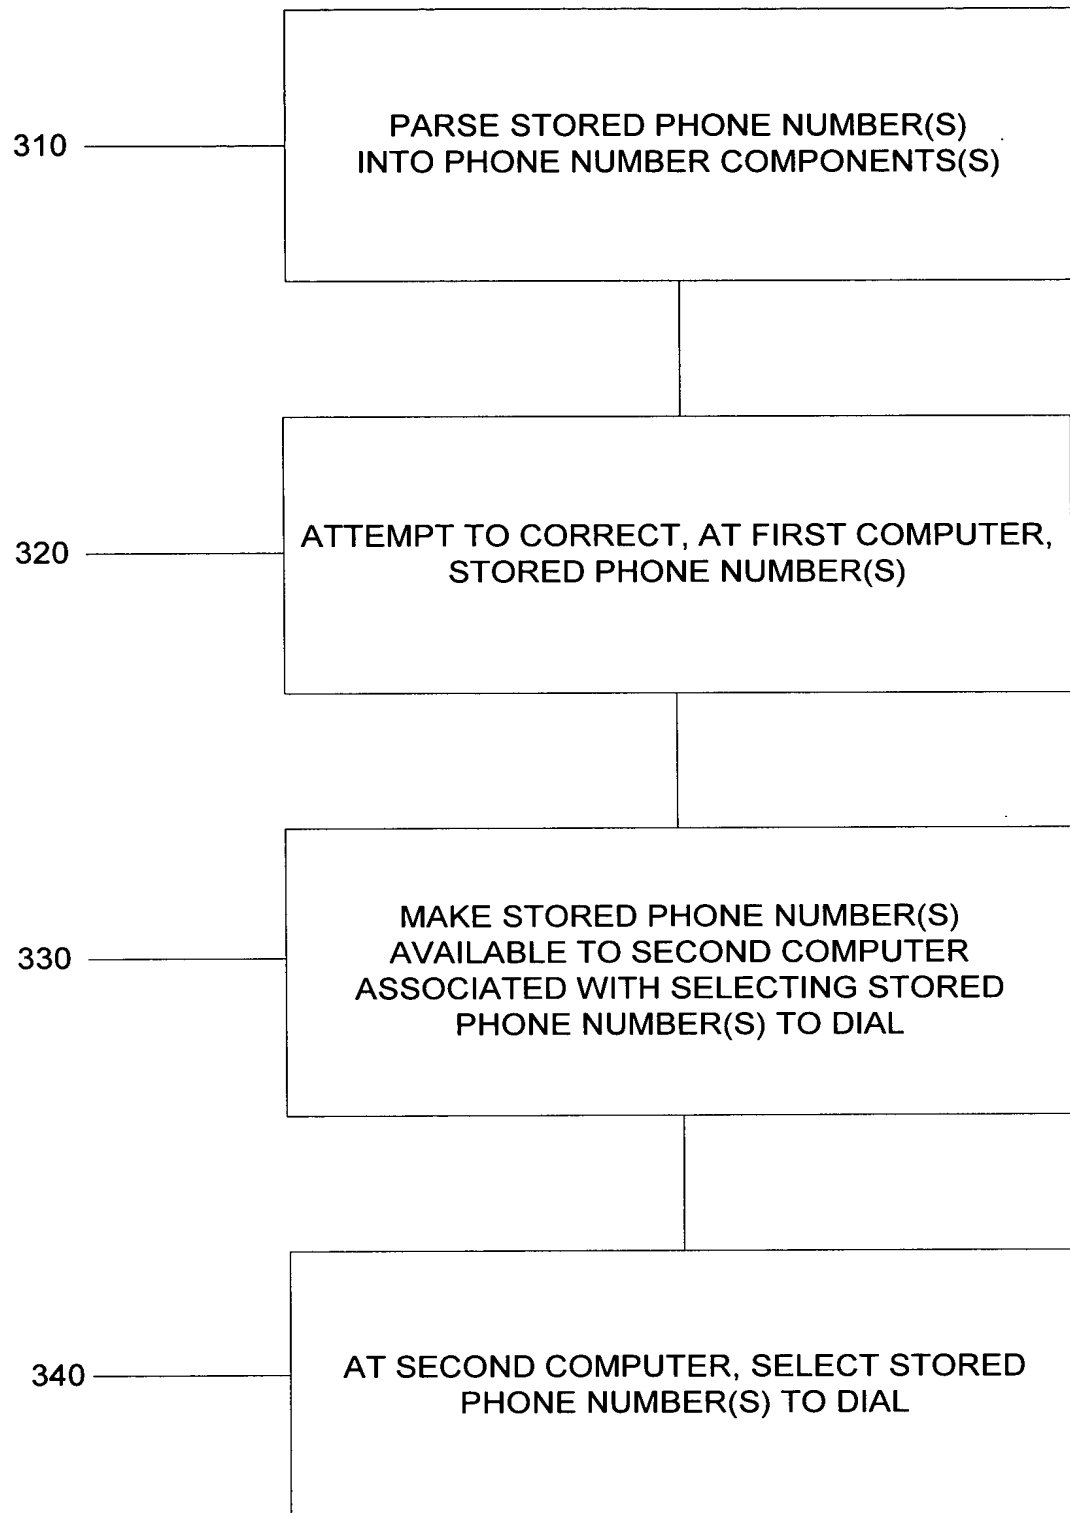 310
PARSE STORED PHONE NUMBER(S)
INTO PHONE NUMBER COMPONENTS(S)
320
ATTEMPT TO CORRECT, AT FIRST COMPUTER,
STORED PHONE NUMBER(S)
330
MAKE STORED PHONE NUMBER(S)
AVAILABLE TO SECOND COMPUTER
ASSOCIATED WITH SELECTING STORED
PHONE NUMBER(S) TO DIAL
340
AT SECOND COMPUTER, SELECT STORED
PHONE NUMBER(S) TO DIAL